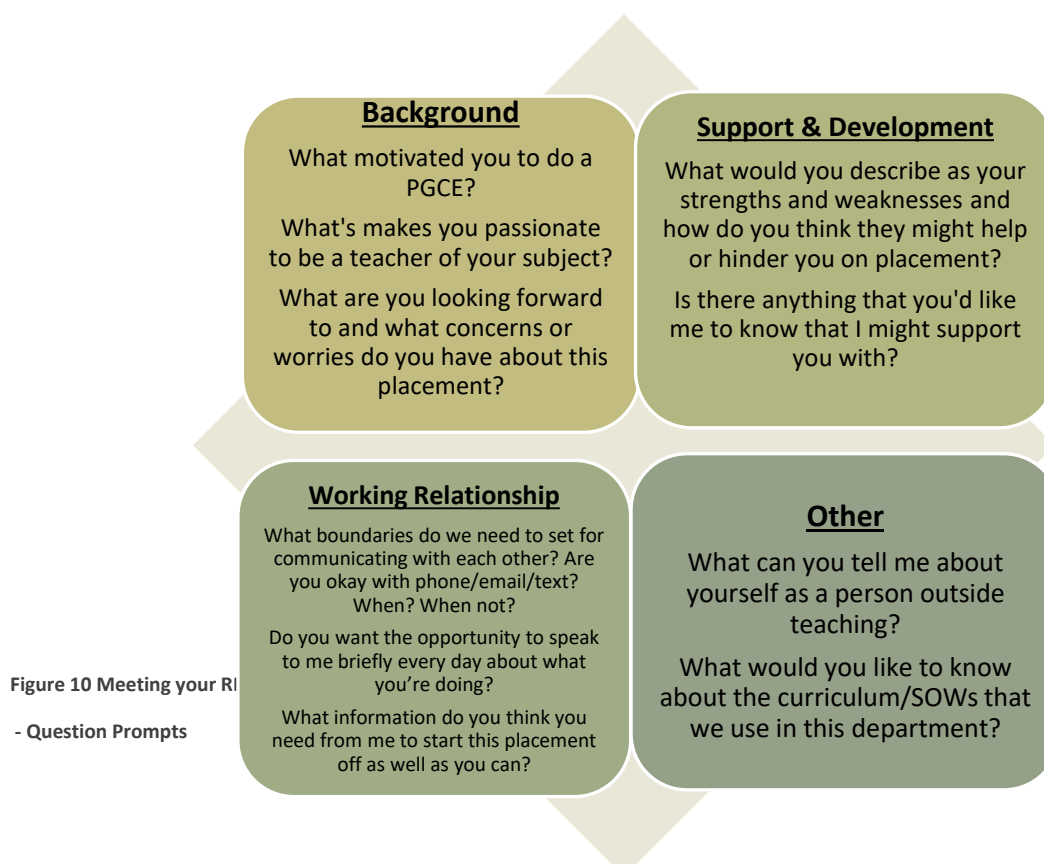 Background
What motivated you to do a
PGCE?
What's makes you passionate
to be a teacher of your subject?
What are you looking forward
to and what concerns or
worries do you have about this
placement?
Support & Development
What would you describe as your
strengths and weaknesses and
how do you think they might help
or hinder you on placement?
Is there anything that you'd like
me to know that I might support
you with?
Working Relationship
What boundaries do we need to set for
communicating with each other? Are
you okay with phone/email/text?
When? When not?
Do you want the opportunity to speak
to me briefly every day about what
you’re doing?
What information do you think you
need from me to start this placement
off as well as you can?
Other
What can you tell me about
yourself as a person outside
teaching?
What would you like to know
about the curriculum/SOWs that
we use in this department?
Figure 10 Meeting your
- Question Prompts